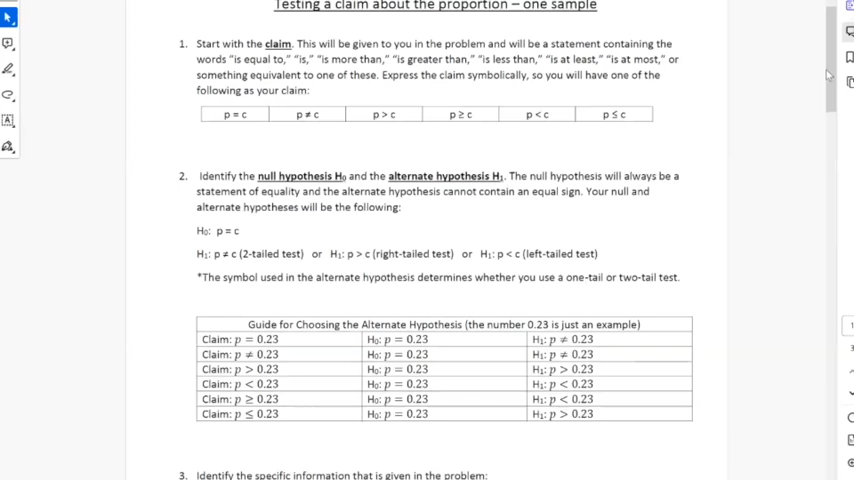 Testing a claim about the proportion – one sample
1. Start with the claim. This will be given to you in the problem and will be a statement containing the
words "is equal to," "is," "is more than," "is greater than," "is less than," "is at least," "is at most," or
something equivalent to one of these. Express the claim symbolically, so you will have one of the
following as your claim:
p = c p ≠ c p > c p ≥ c p < c p ≤ c
2. Identify the null hypothesis H₀ and the alternate hypothesis H₁. The null hypothesis will always be a
statement of equality and the alternate hypothesis cannot contain an equal sign. Your null and
alternate hypotheses will be the following:
H₀: p = c
H₁: p ≠ c (2-tailed test) or H₁: p > c (right-tailed test) or H₁: p < c (left-tailed test)
*The symbol used in the alternate hypothesis determines whether you use a one-tail or two-tail test.
Guide for Choosing the Alternate Hypothesis (the number 0.23 is just an example)
Claim: p = 0.23 H₀: p = 0.23 H₁: p ≠ 0.23
Claim: p ≠ 0.23 H₀: p = 0.23 H₁: p ≠ 0.23
Claim: p > 0.23 H₀: p = 0.23 H₁: p > 0.23
Claim: p < 0.23 H₀: p = 0.23 H₁: p < 0.23
Claim: p ≥ 0.23 H₀: p = 0.23 H₁: p < 0.23
Claim: p ≤ 0.23 H₀: p = 0.23 H₁: p > 0.23
3. Identify the specific information that is given in the problem: